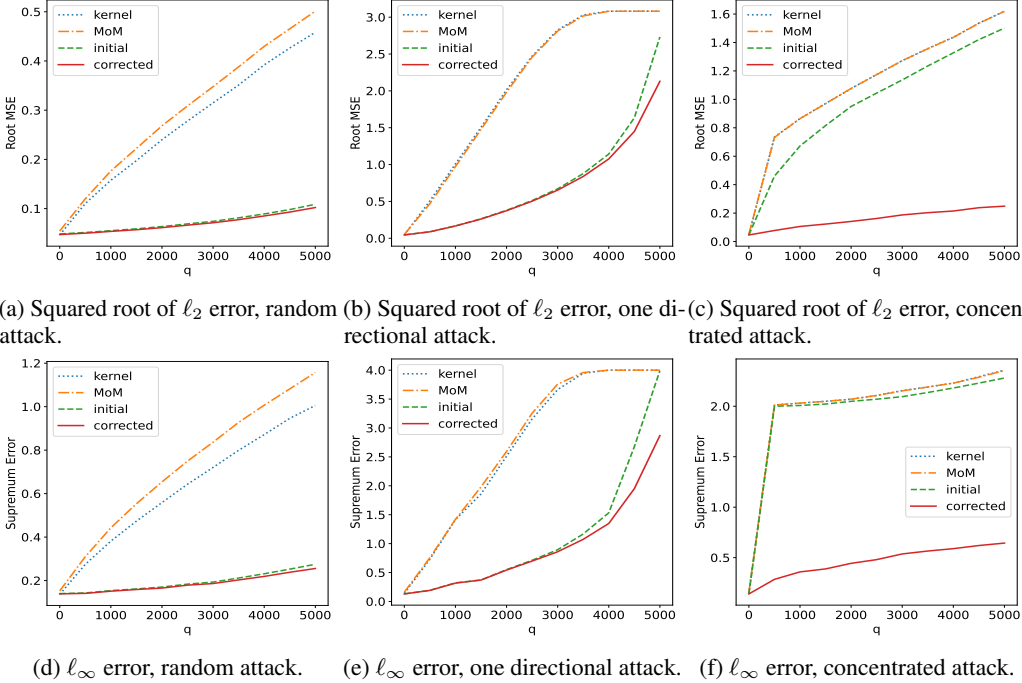 0.5
0.4
0.3
0.2
0.1
Root MSE
kernel
MoM
initial
corrected
0 1000 2000 3000 4000 5000
q
3.0
2.5
2.0
1.5
1.0
0.5
0.0
Root MSE
kernel
MoM
initial
corrected
0 1000 2000 3000 4000 5000
q
1.6
1.4
1.2
1.0
0.8
0.6
0.4
0.2
0.0
Root MSE
kernel
MoM
initial
corrected
0 1000 2000 3000 4000 5000
q
(a) Squared root of ℓ₂ error, random
attack.
(b) Squared root of ℓ₂ error, one di-
rectional attack.
(c) Squared root of ℓ₂ error, concen
trated attack.
1.2
1.0
0.8
0.6
0.4
0.2
Supremum Error
kernel
MoM
initial
corrected
0 1000 2000 3000 4000 5000
q
4.0
3.5
3.0
2.5
2.0
1.5
1.0
0.5
0.0
Supremum Error
kernel
MoM
initial
corrected
0 1000 2000 3000 4000 5000
q
2.0
1.5
1.0
0.5
Supremum Error
kernel
MoM
initial
corrected
0 1000 2000 3000 4000 5000
q
(d) ℓ∞ error, random attack.
(e) ℓ∞ error, one directional attack.
(f) ℓ∞ error, concentrated attack.